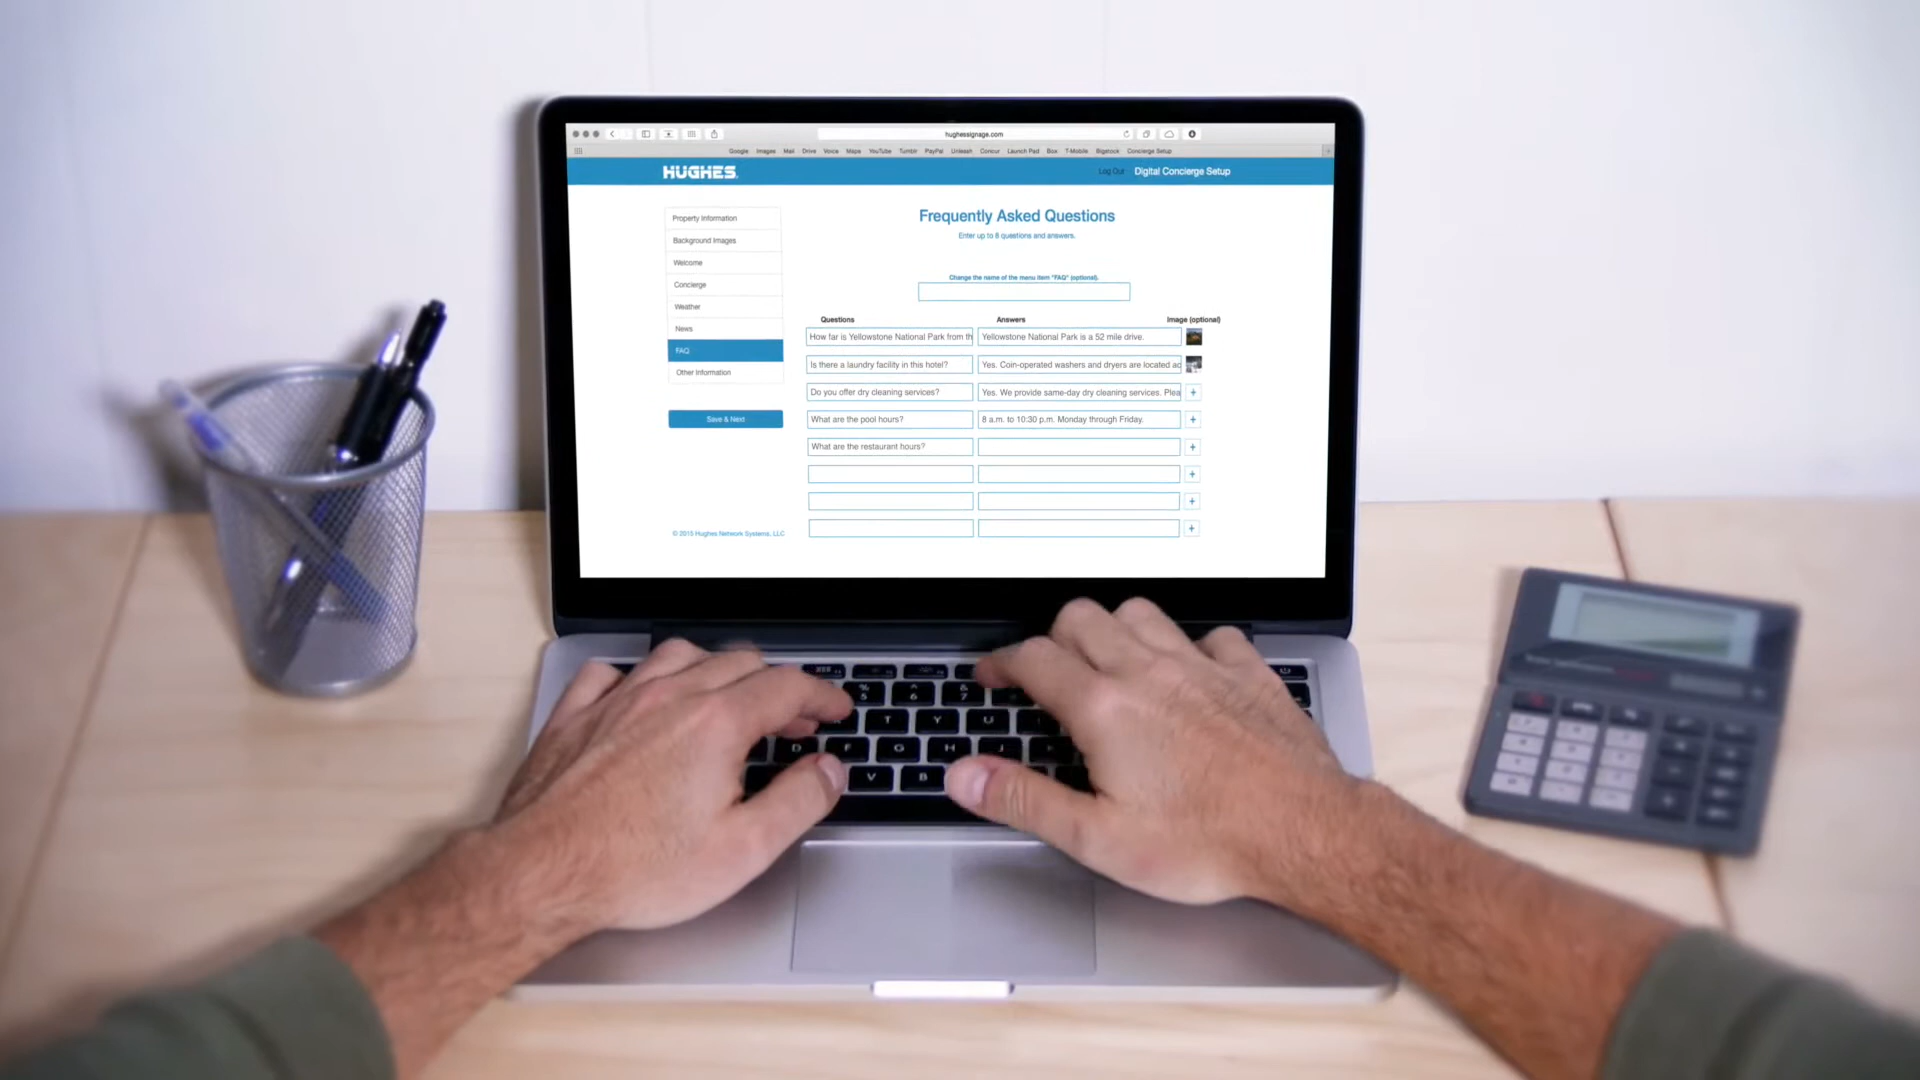 hughessignage.com
Google Images Mail Drive Voice Maps YouTube Tumblr PayPal Unleash Concur Launch Pad Box T-Mobile Bigstock Concierge Setup
HUGHES
Log Out Digital Concierge Setup
Property Information
Background Images
Welcome
Concierge
Weather
News
FAQ
Other Information
Save & Next
© 2015 Hughes Network Systems, LLC
Frequently Asked Questions
Enter up to 8 questions and answers.
Change the name of the menu item "FAQ" (optional).
Questions Answers Image (optional)
How far is Yellowstone National Park from th Yellowstone National Park is a 52 mile drive.
Is there a laundry facility in this hotel? Yes. Coin-operated washers and dryers are located ac
Do you offer dry cleaning services? Yes. We provide same-day dry cleaning services. Plea +
What are the pool hours? 8 a.m. to 10:30 p.m. Monday through Friday. +
What are the restaurant hours? +
+
+
+
% 5 ^ 6 & 7
T Y U
D F G H J
V B